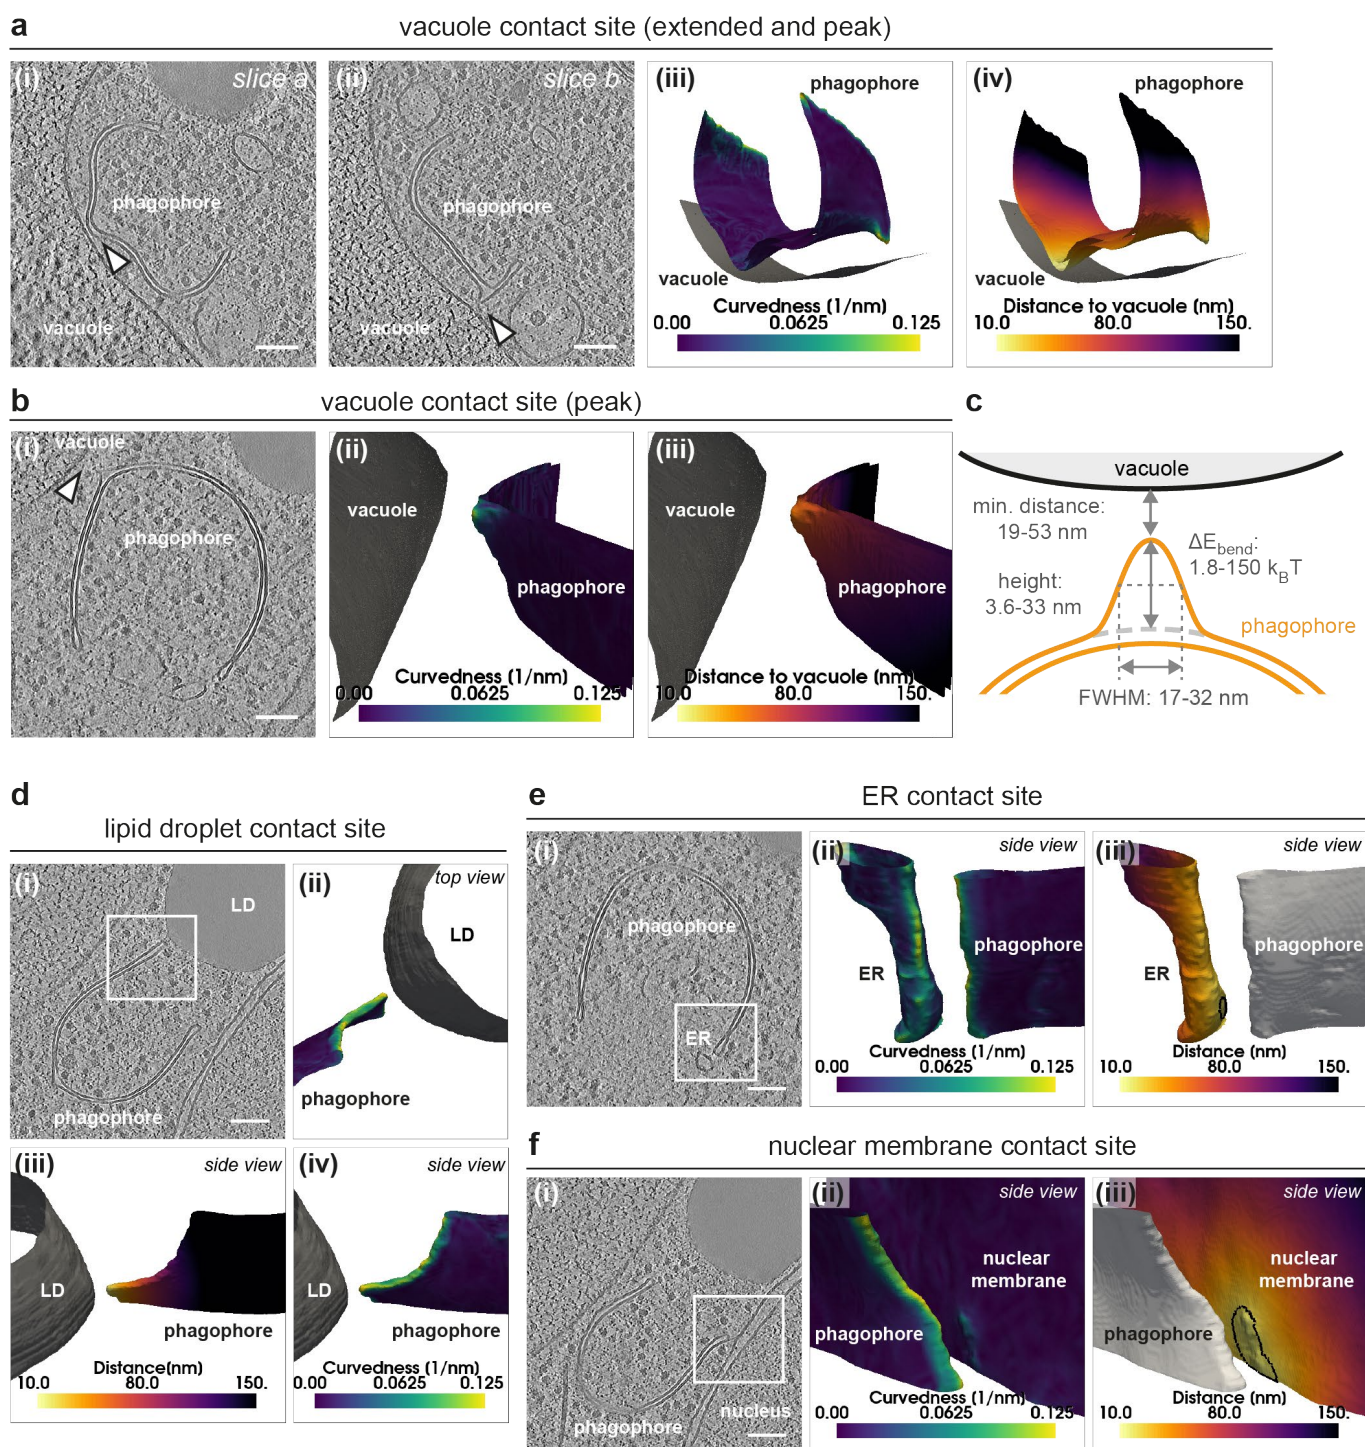 a
vacuole contact site (extended and peak)
(i)
slice a
phagophore
vacuole
(ii)
slice b
phagophore
vacuole
(iii)
phagophore
vacuole
Curvedness (1/nm)
0.00 0.0625 0.125
(iv)
phagophore
vacuole
Distance to vacuole (nm)
10.0 80.0 150.
b
vacuole contact site (peak)
(i)
vacuole
phagophore
(ii)
vacuole
phagophore
Curvedness (1/nm)
0.00 0.0625 0.125
(iii)
vacuole
phagophore
Distance to vacuole (nm)
10.0 80.0 150.
c
vacuole
min. distance:
19-53 nm
ΔEbend:
1.8-150 kBT
height:
3.6-33 nm
phagophore
FWHM: 17-32 nm
d
lipid droplet contact site
(i)
LD
phagophore
(ii)
top view
LD
phagophore
(iii)
side view
LD
phagophore
Distance(nm)
10.0 80.0 150.
(iv)
side view
LD
phagophore
Curvedness (1/nm)
0.00 0.0625 0.125
e
ER contact site
(i)
phagophore
ER
(ii)
side view
phagophore
ER
Curvedness (1/nm)
0.00 0.0625 0.125
(iii)
side view
phagophore
ER
Distance (nm)
10.0 80.0 150.
f
nuclear membrane contact site
(i)
phagophore
nucleus
(ii)
side view
nuclear
membrane
phagophore
Curvedness (1/nm)
0.00 0.0625 0.125
(iii)
side view
nuclear
membrane
phagophore
Distance (nm)
10.0 80.0 150.